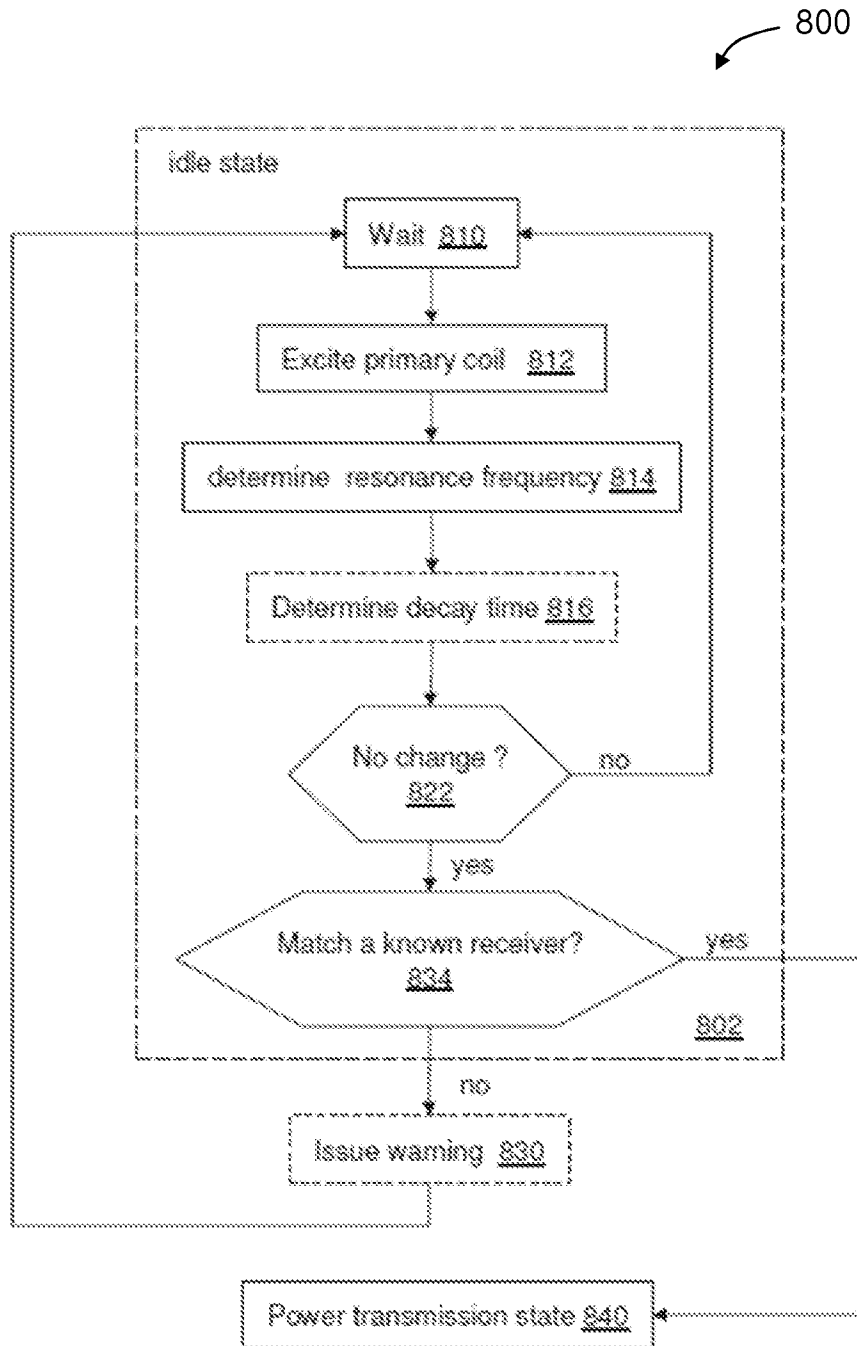 800
idle state
Wait 810
Excite primary coil 812
determine resonance frequency 814
Determine decay time 816
No change ?
822
no
yes
Match a known receiver?
834
yes
802
no
Issue warning 830
Power transmission state 840